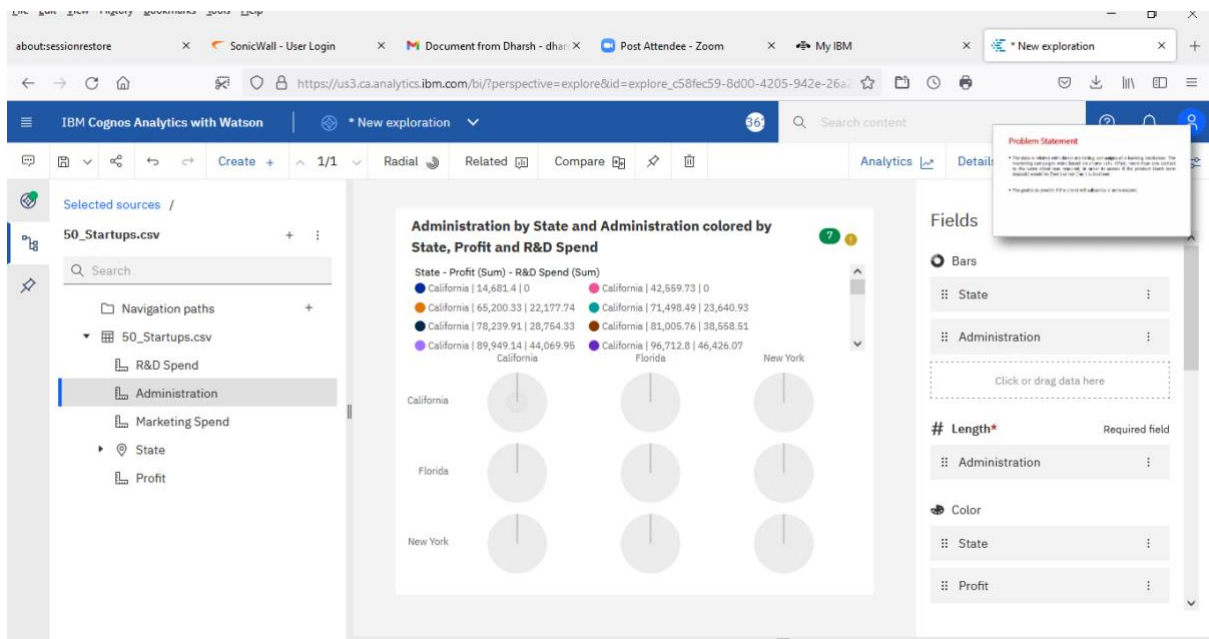 File Edit View History Bookmarks Tools Help
about:sessionrestore
SonicWall - User Login
Document from Dharsh - dhar
Post Attendee - Zoom
My IBM
* New exploration
https://us3.ca.analytics.ibm.com/bi/?perspective=explore&id=explore_c58fec59-8d00-4205-942e-26a
IBM Cognos Analytics with Watson
* New exploration
Search content
Create +
1/1
Radial
Related
Compare
Analytics
Details
Problem Statement
Selected sources /
50_Startups.csv
Search
Navigation paths
50_Startups.csv
R&D Spend
Administration
Marketing Spend
State
Profit
Administration by State and Administration colored by
State, Profit and R&D Spend
7
State - Profit (Sum) - R&D Spend (Sum)
California | 14,681.4 | 0
California | 42,559.73 | 0
California | 65,200.33 | 22,177.74
California | 71,498.49 | 23,640.93
California | 78,239.91 | 28,754.33
California | 81,005.76 | 38,558.51
California | 89,949.14 | 44,069.95
California | 96,712.8 | 46,426.07
California
Florida
New York
California
Florida
New York
Fields
Bars
State
Administration
Click or drag data here
# Length*
Required field
Administration
Color
State
Profit